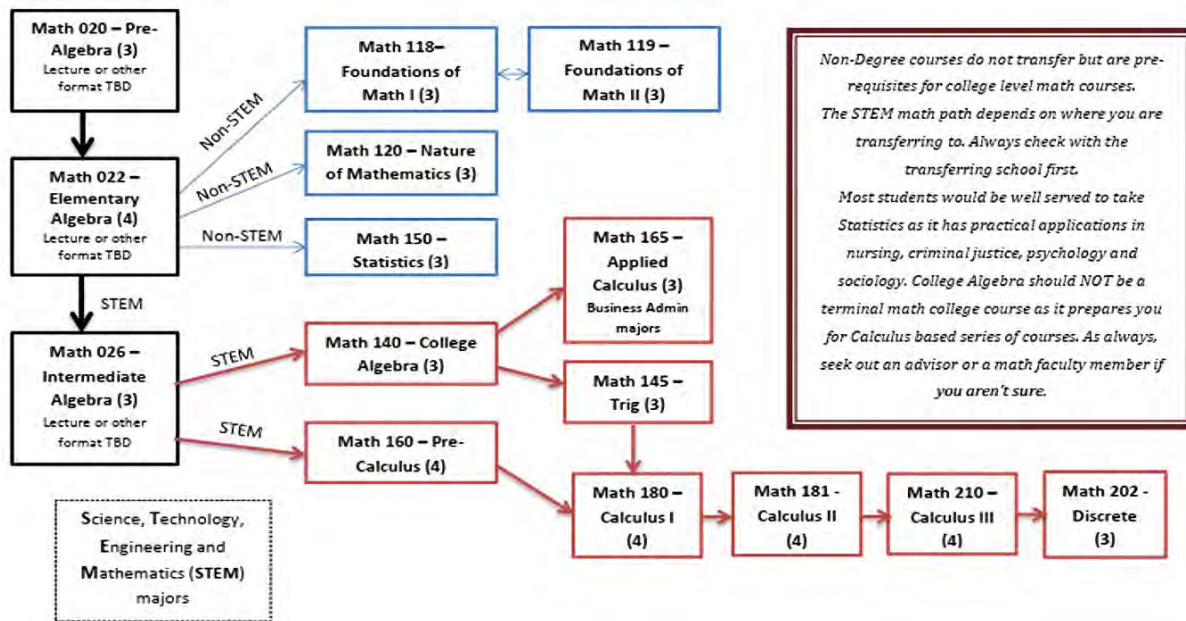 Math 020 – Pre-
Algebra (3)
Lecture or other
format TBD
Math 022 –
Elementary
Algebra (4)
Lecture or other
format TBD
STEM
Math 026 –
Intermediate
Algebra (3)
Lecture or other
format TBD
Non-STEM
Non-STEM
Non-STEM
Math 118–
Foundations of
Math I (3)
Math 119 –
Foundations of
Math II (3)
Math 120 – Nature
of Mathematics (3)
Math 150 –
Statistics (3)
STEM
STEM
Math 140 – College
Algebra (3)
Math 160 – Pre-
Calculus (4)
Math 165 –
Applied
Calculus (3)
Business Admin
majors
Math 145 –
Trig (3)
Math 180 –
Calculus I
(4)
Math 181 -
Calculus II
(4)
Math 210 –
Calculus III
(4)
Math 202 -
Discrete
(3)
Non-Degree courses do not transfer but are pre-
requisites for college level math courses.
The STEM math path depends on where you are
transferring to. Always check with the
transferring school first.
Most students would be well served to take
Statistics as it has practical applications in
nursing, criminal justice, psychology and
sociology. College Algebra should NOT be a
terminal math college course as it prepares you
for Calculus based series of courses. As always,
seek out an advisor or a math faculty member if
you aren't sure.
Science, Technology,
Engineering and
Mathematics (STEM)
majors